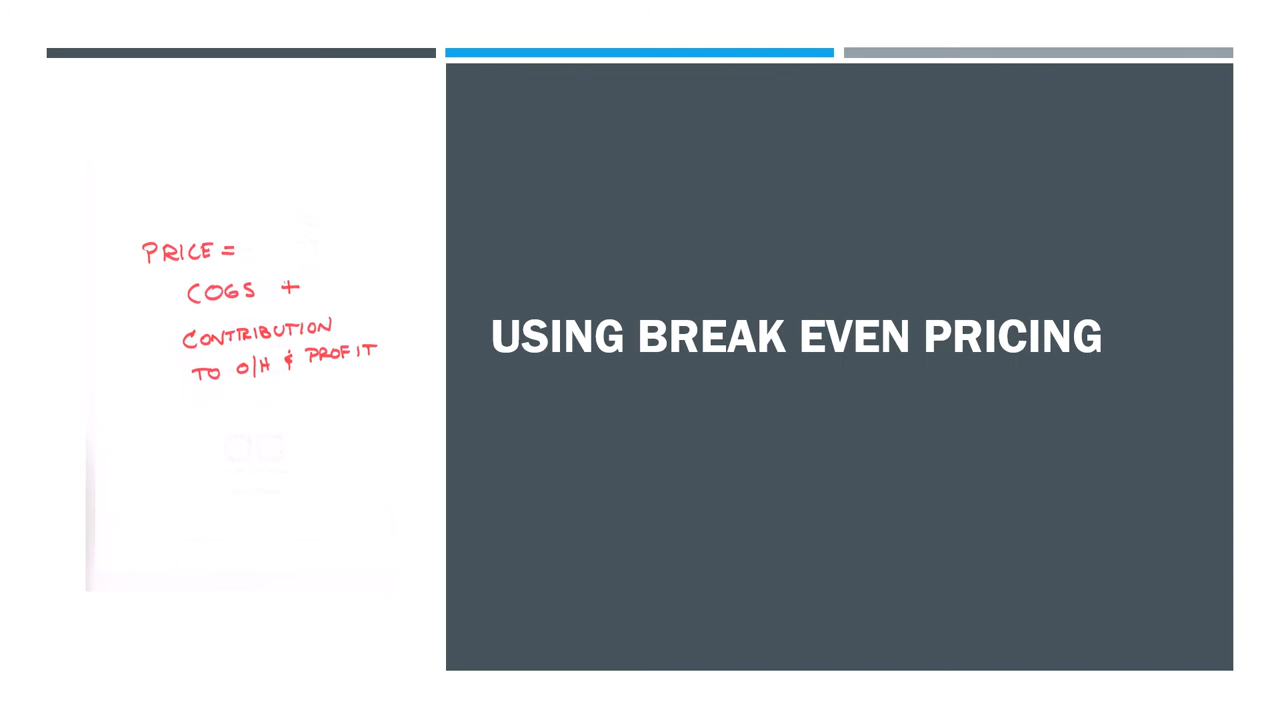 PRICE =
COGS +
CONTRIBUTION
TO O/H & PROFIT
USING BREAK EVEN PRICING